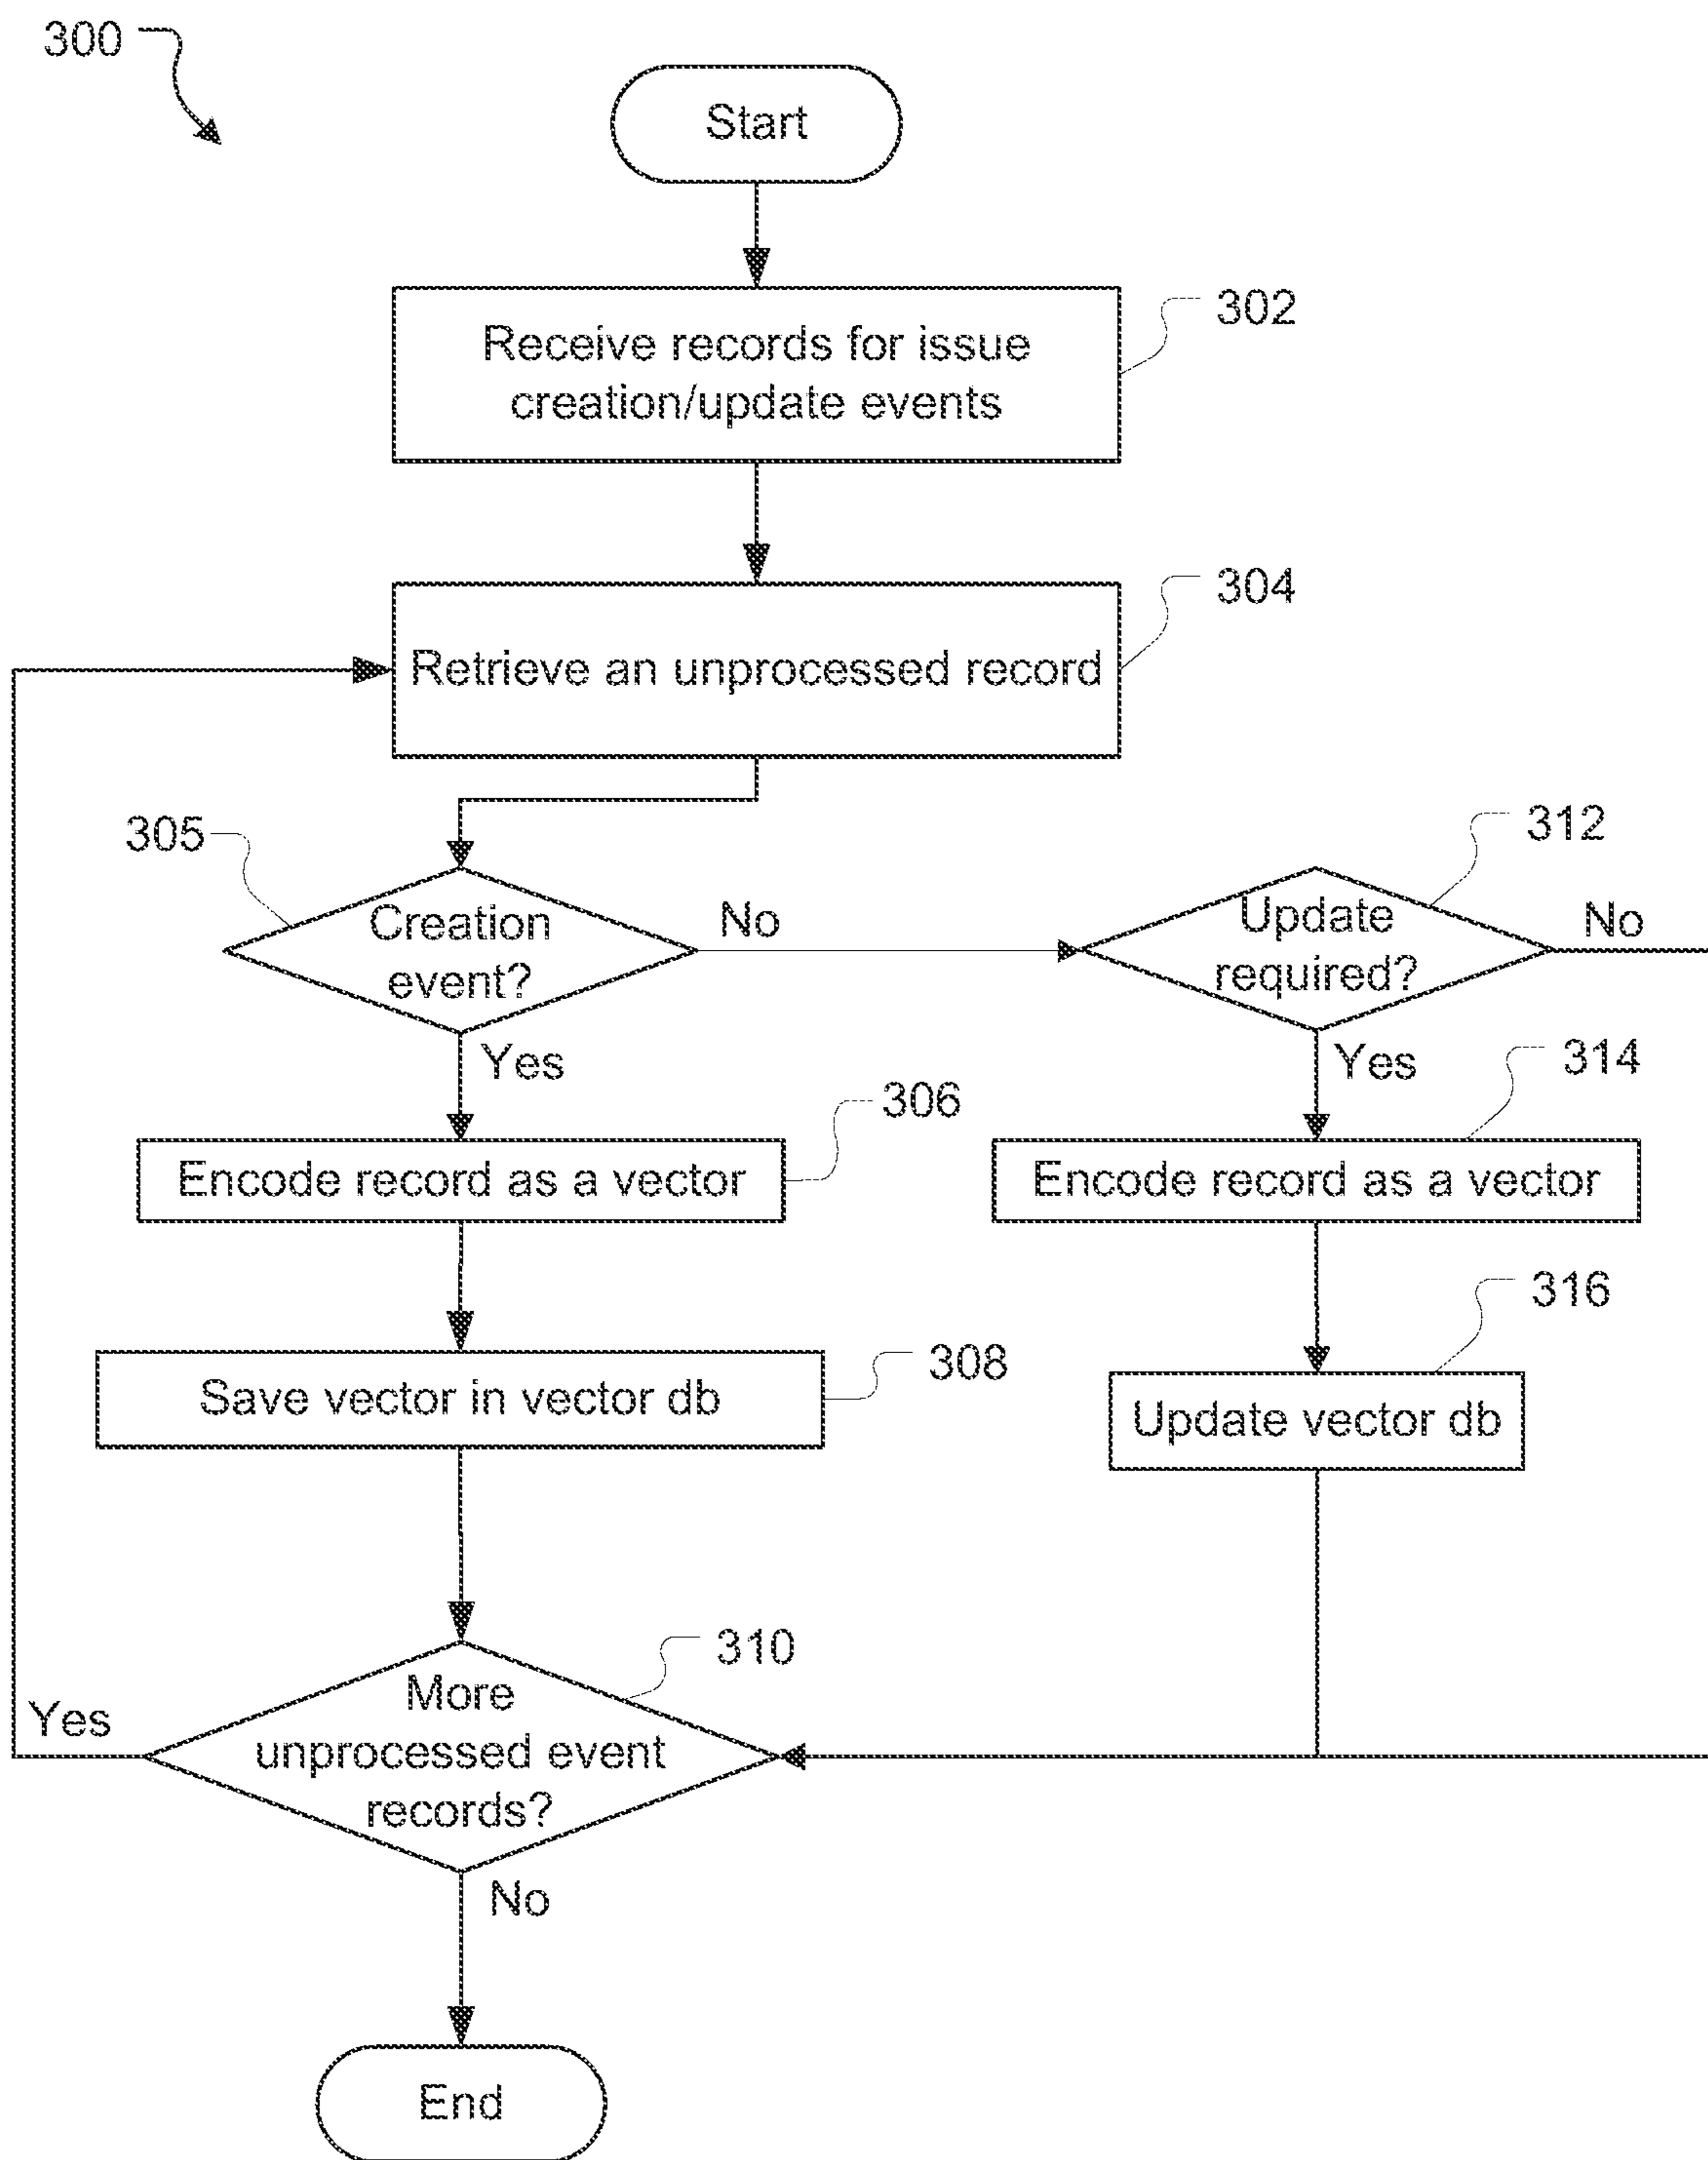 300
Start
302
Receive records for issue
creation/update events
304
Retrieve an unprocessed record
305
Creation
event?
No
312
Update
required?
No
Yes
Yes
306
Encode record as a vector
314
Encode record as a vector
308
Save vector in vector db
316
Update vector db
310
More
unprocessed event
records?
Yes
No
End